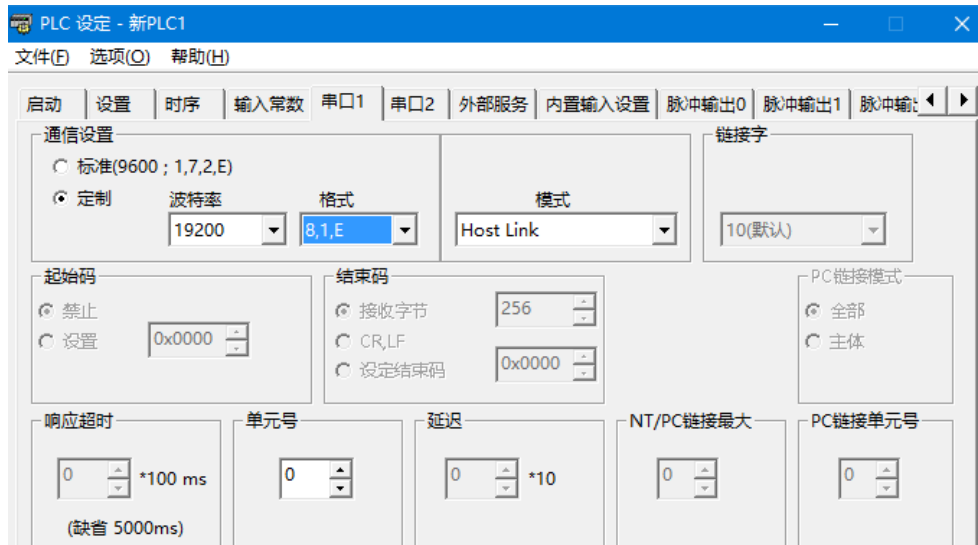 PLC 设定 - 新PLC1
文件(F) 选项(O) 帮助(H)
启动 设置 时序 输入常数 串口1 串口2 外部服务 内置输入设置 脉冲输出0 脉冲输出1 脉冲输
通信设置 链接字
标准(9600 ; 1,7,2,E)
定制 波特率 格式 模式
19200 8,1,E Host Link 10(默认)
起始码 结束码 PC链接模式
禁止 接收字节 256 全部
设置 0x0000 CR,LF 主体
设定结束码 0x0000
响应超时 单元号 延迟 NT/PC链接最大 PC链接单元号
0 *100 ms 0 0 *10 0 0
(缺省 5000ms)